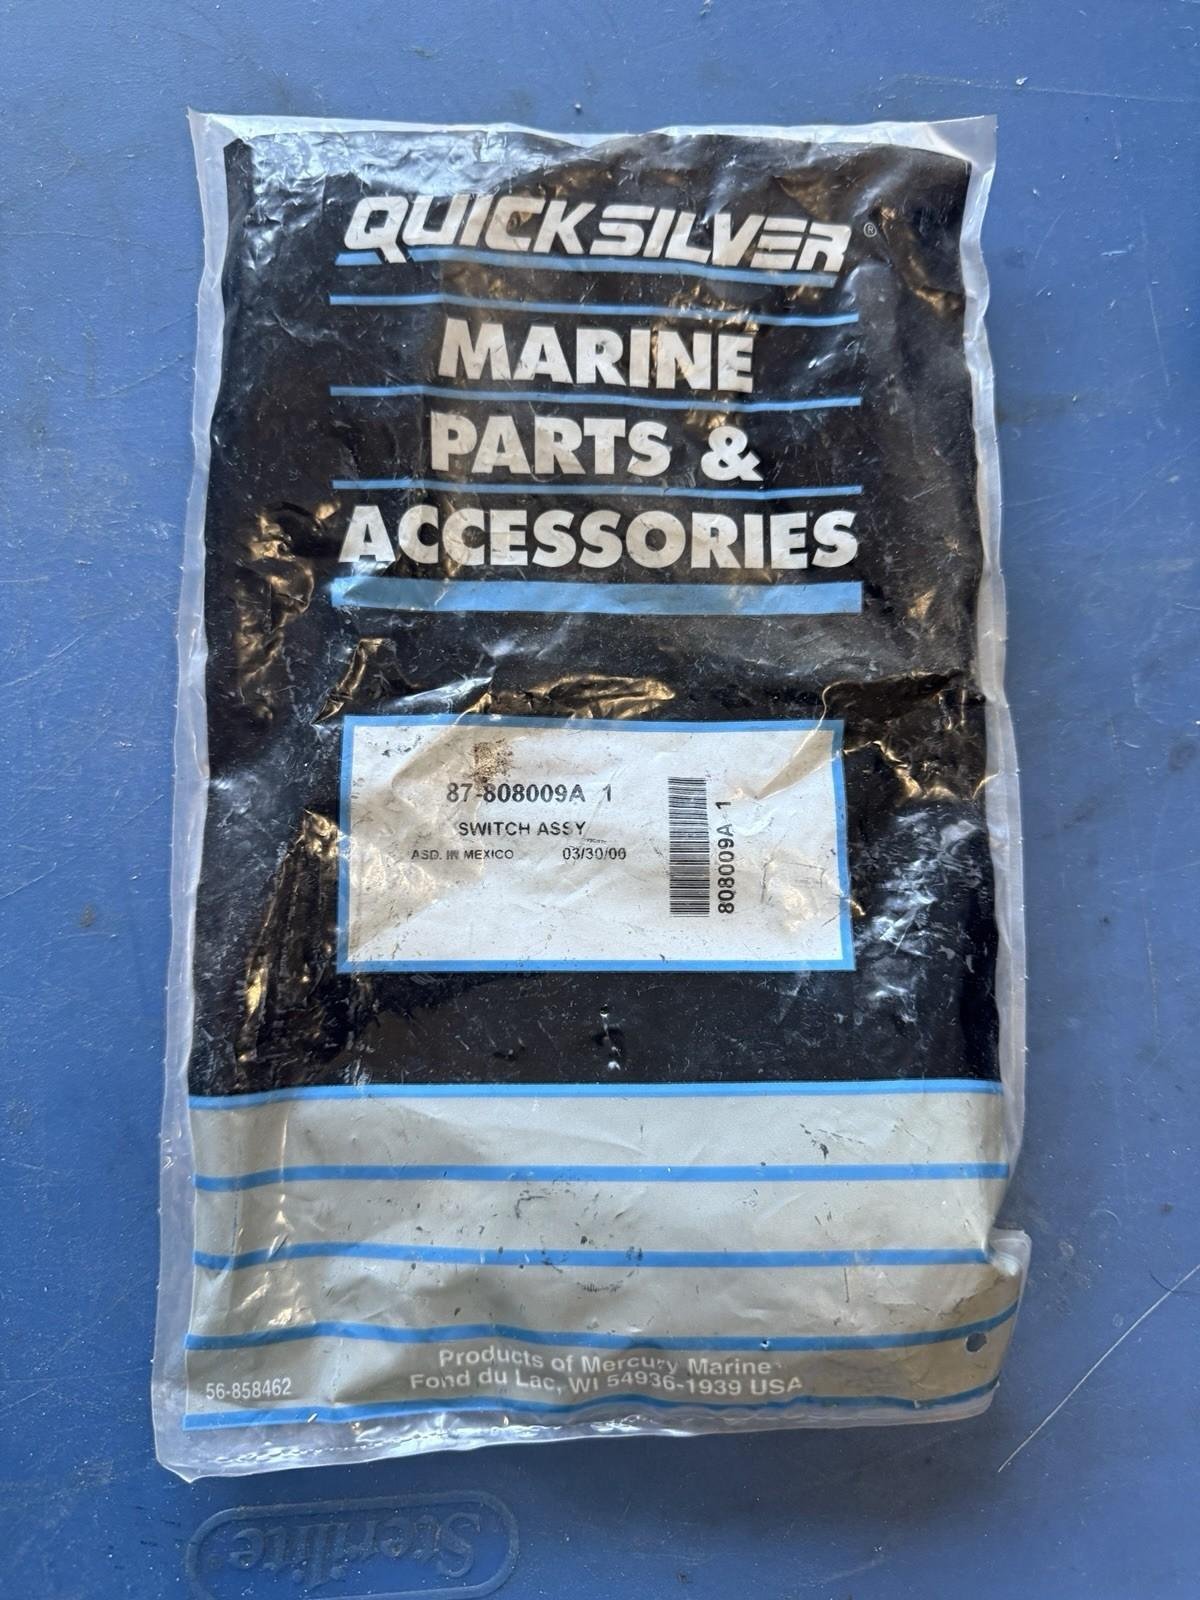 QUICKSILVER®
MARINE
PARTS &
ACCESSORIES
87-808009A 1
SWITCH ASSY
ASD. IN MEXICO 03/30/00
808009A 1
Products of Mercury Marine
Fond du Lac, WI 54936-1939 USA
56-858462
Sterilite